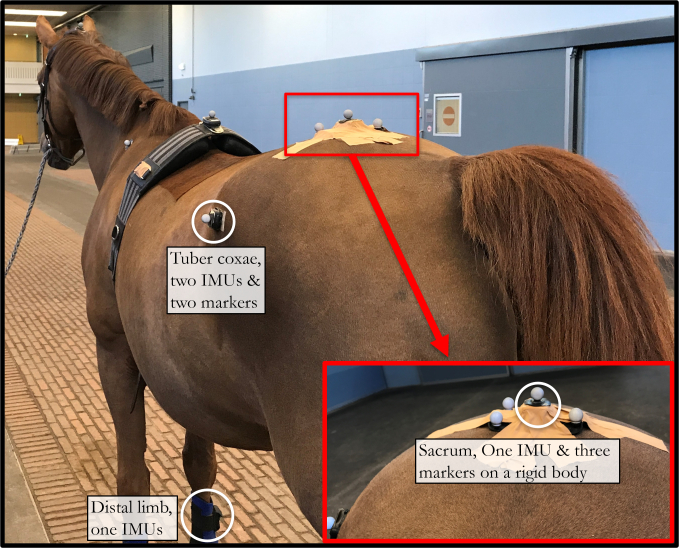 Tuber coxae,
two IMUs &
two markers
Sacrum, One IMU & three
markers on a rigid body
Distal limb,
one IMUs